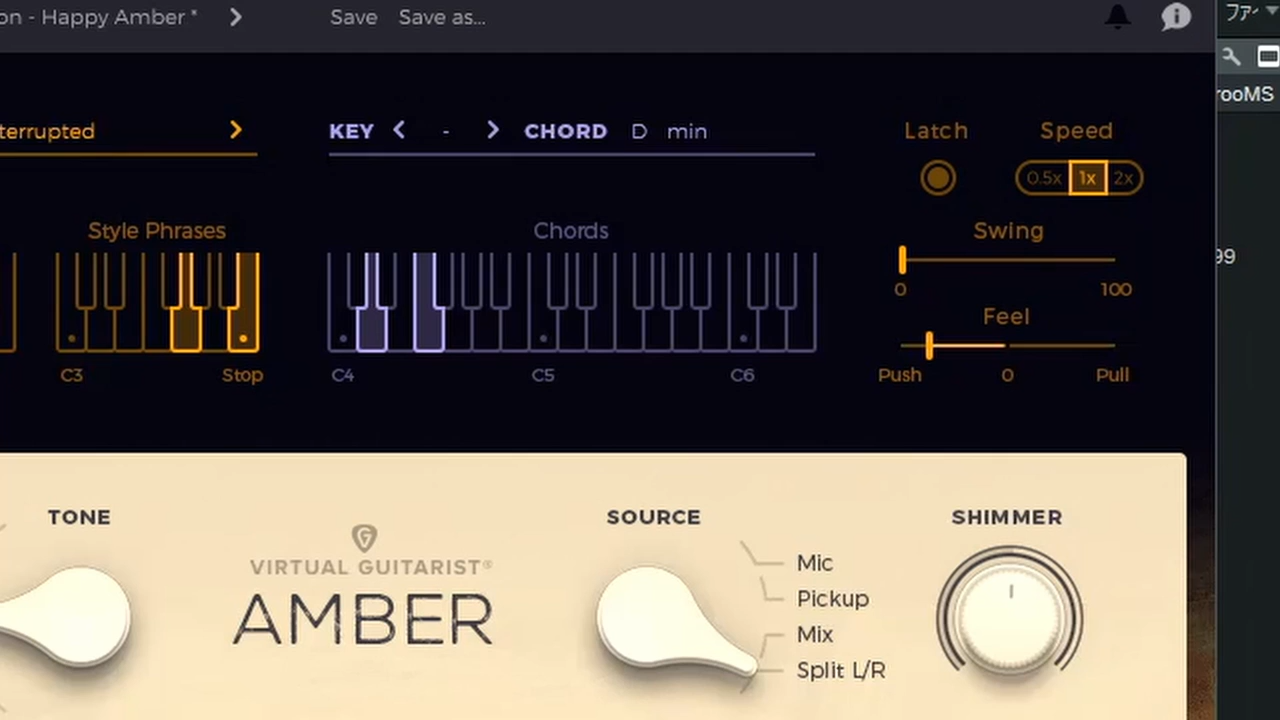 on - Happy Amber * Save Save as...
ファイ
rooMS
terrupted KEY - CHORD D min
Latch Speed
0.5x 1x 2x
Style Phrases Chords Swing
99
0 100
Feel
C3 Stop C4 C5 C6 Push 0 Pull
TONE SOURCE SHIMMER
VIRTUAL GUITARIST®
AMBER
Mic
Pickup
Mix
Split L/R